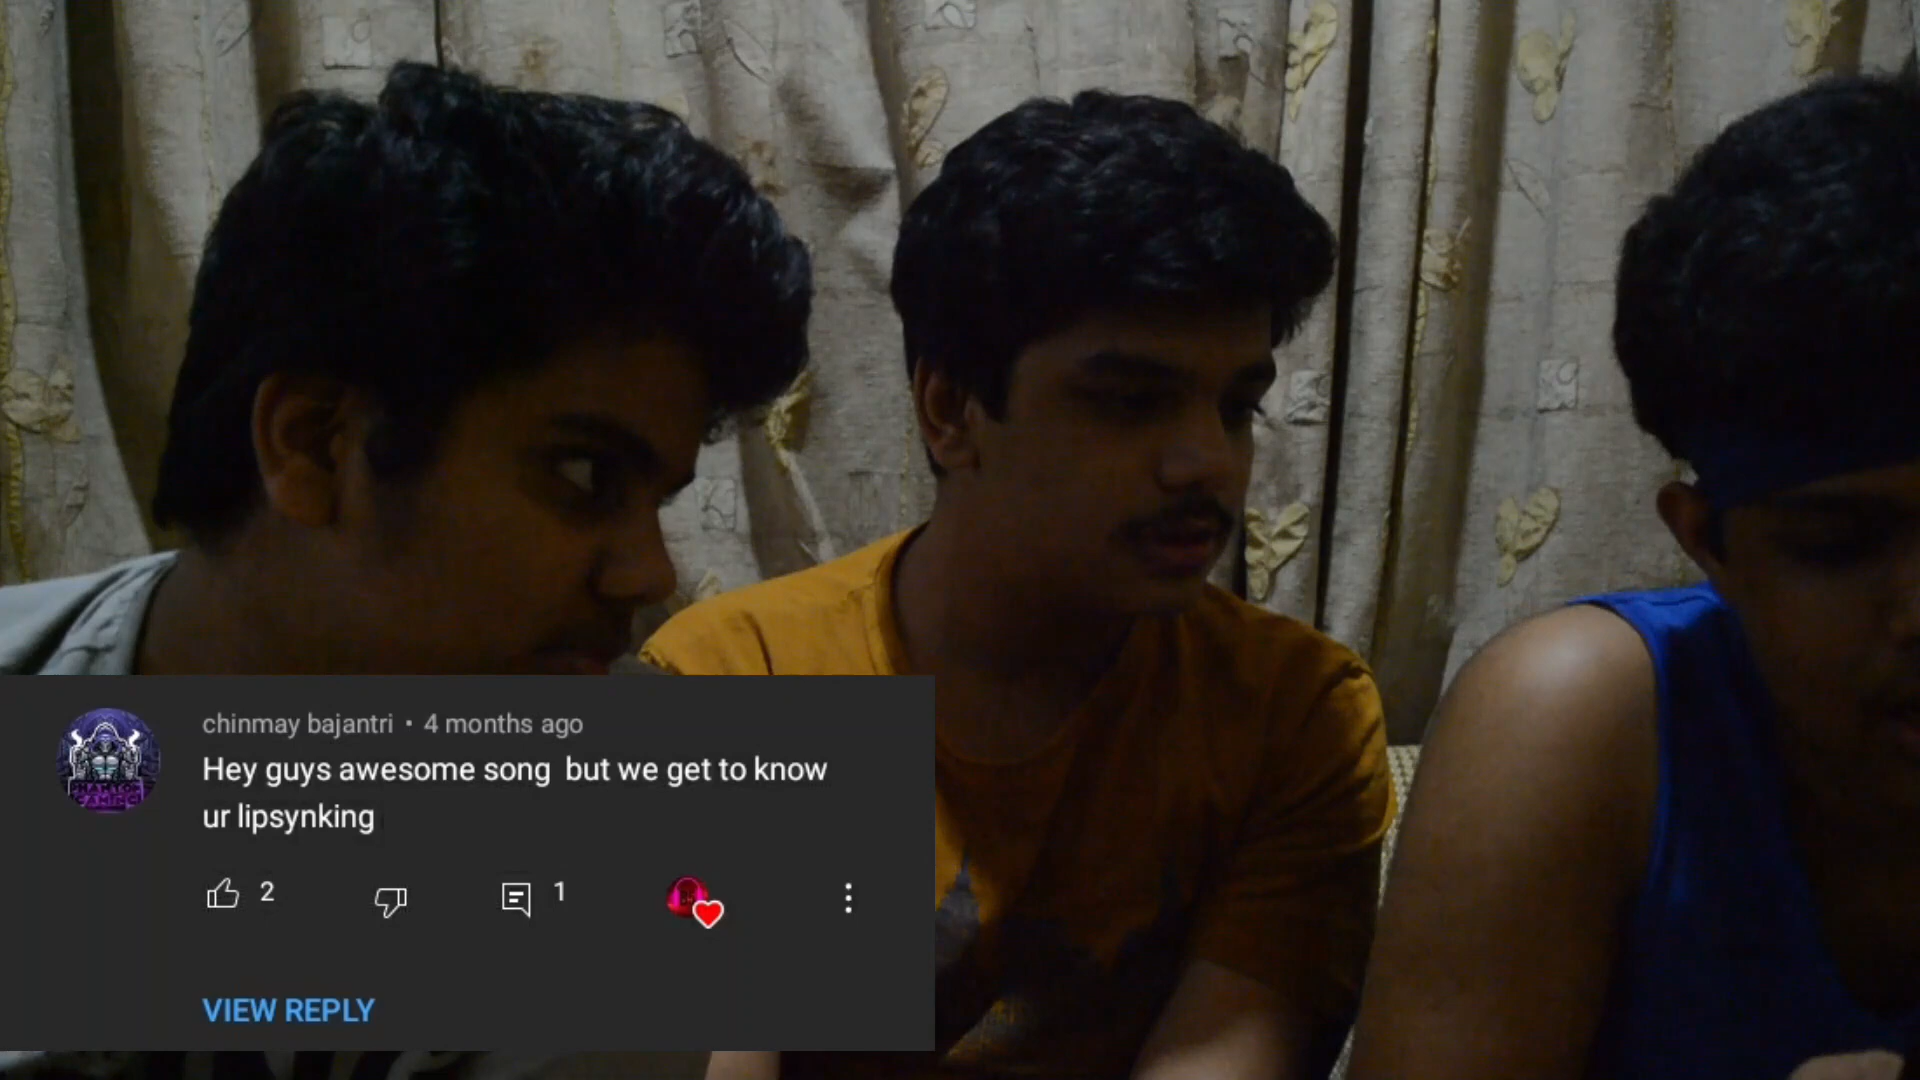 chinmay bajantri • 4 months ago
Hey guys awesome song  but we get to know
ur lipsynking
2
1
VIEW REPLY